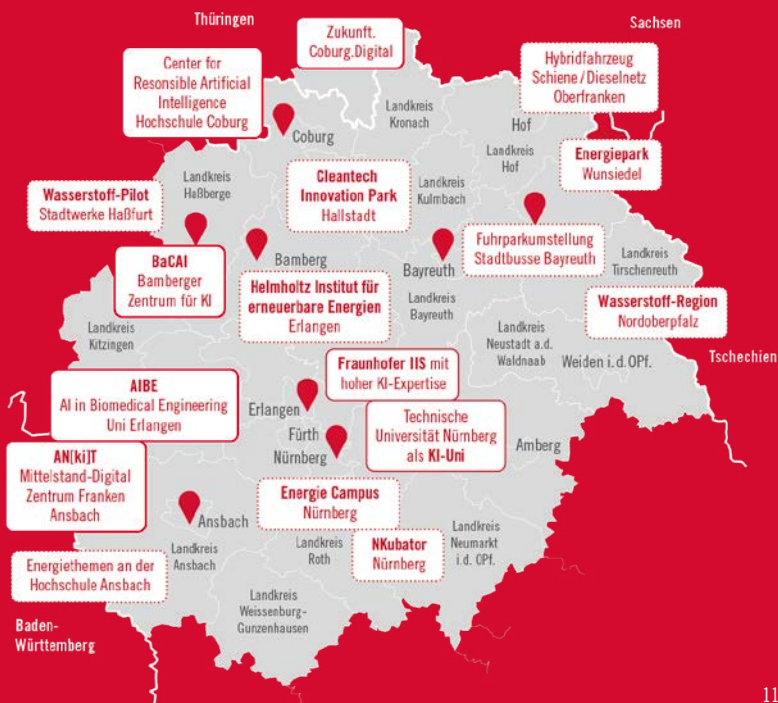 Thüringen
Sachsen
Zukunft.
Coburg.Digital
Center for
Resonsible Artificial
Intelligence
Hochschule Coburg
Hybridfahrzeug
Schiene / Dieselnetz
Oberfranken
Coburg
Landkreis
Kronach
Hof
Landkreis
Hof
Energiepark
Wunsiedel
Landkreis
Haßberge
Cleantech
Innovation Park
Hallstadt
Landkreis
Kulmbach
Wasserstoff-Pilot
Stadtwerke Haßfurt
Fuhrparkumstellung
Stadtbusse Bayreuth
BaCAI
Bamberger
Zentrum für KI
Bamberg
Bayreuth
Landkreis
Tirschenreuth
Helmholtz Institut für
erneuerbare Energien
Erlangen
Landkreis
Bayreuth
Wasserstoff-Region
Nordoberpfalz
Landkreis
Kitzingen
Landkreis
Neustadt a.d.
Waldnaab
Weiden i.d.OPf.
Tschechien
Fraunhofer IIS mit
hoher KI-Expertise
AIBE
AI in Biomedical Engineering
Uni Erlangen
Erlangen
Fürth
Nürnberg
Technische
Universität Nürnberg
als KI-Uni
Amberg
AN[ki]T
Mittelstand-Digital
Zentrum Franken
Ansbach
Energie Campus
Nürnberg
Ansbach
Landkreis
Ansbach
Landkreis
Roth
NKubator
Nürnberg
Landkreis
Neumarkt
i.d. OPf.
Energiethemen an der
Hochschule Ansbach
Landkreis
Weissenburg-
Gunzenhausen
Baden-
Württemberg
11